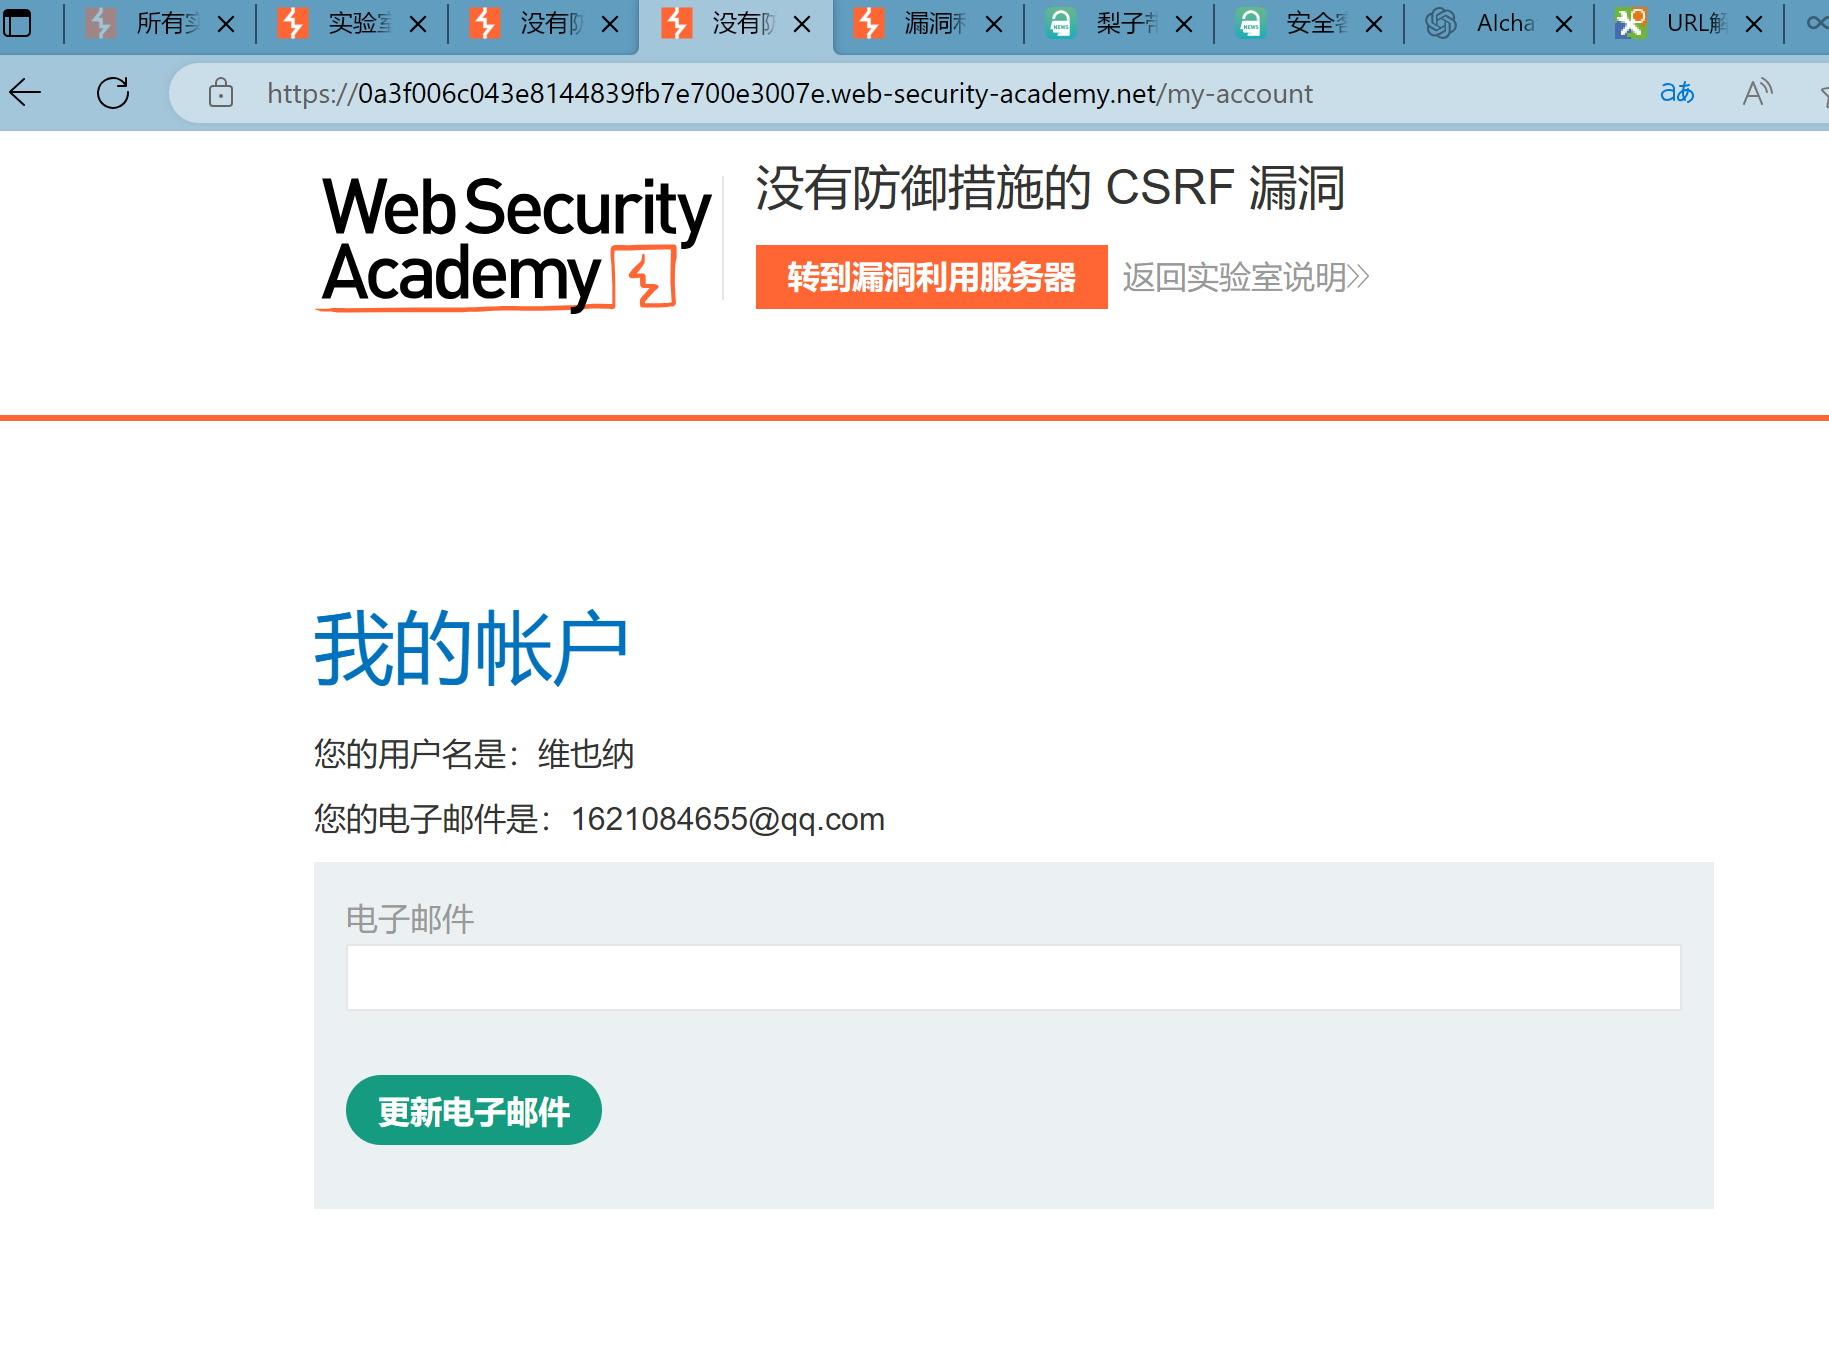 所有 实验室 没有防 没有防 漏洞利 梨子带 安全客 AIcha URL解
https://0a3f006c043e8144839fb7e700e3007e.web-security-academy.net/my-account
Web Security
Academy
没有防御措施的 CSRF 漏洞
转到漏洞利用服务器 返回实验室说明
我的帐户
您的用户名是：维也纳
您的电子邮件是：1621084655@qq.com
电子邮件
更新电子邮件